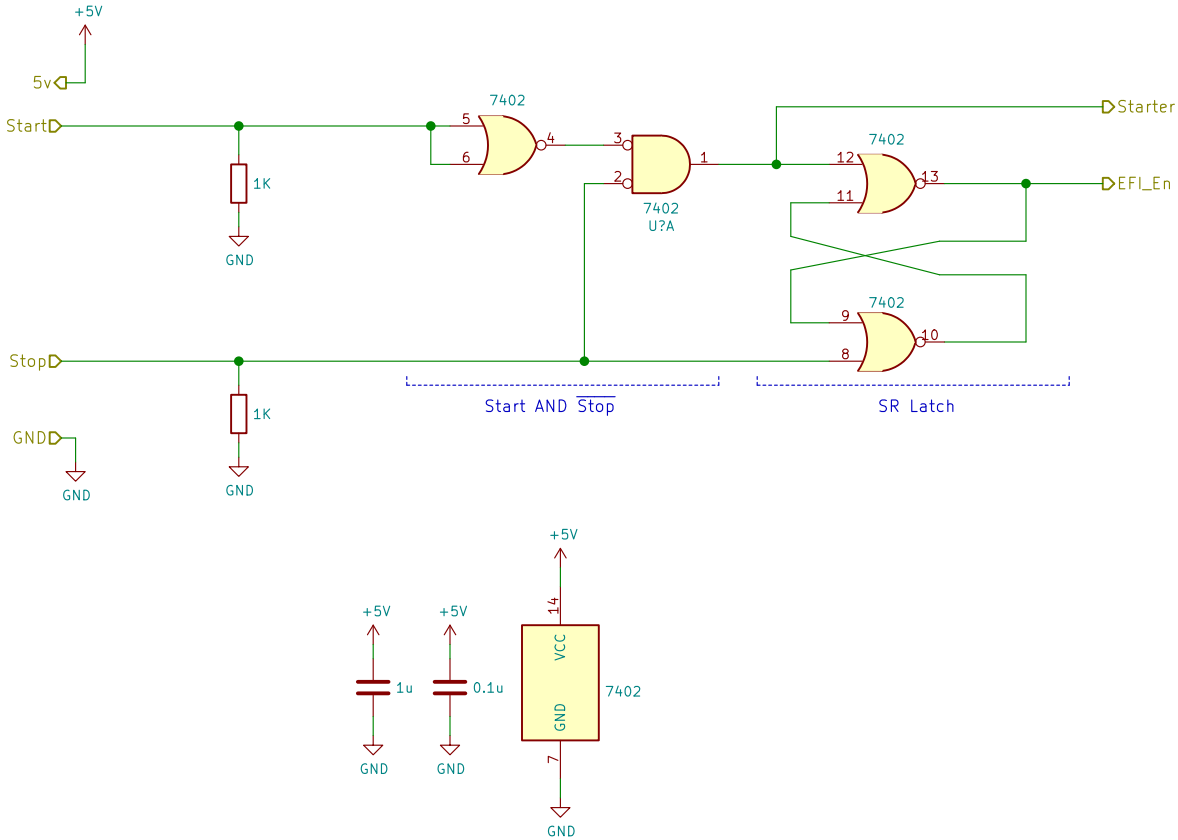 +5V
5v
Start
7402
5
6
4
3
2
1
7402
U?A
1K
GND
Starter
7402
12
11
13
EFI_En
7402
9
8
10
Stop
Start AND Stop
SR Latch
1K
GND
GND
GND
+5V
14
VCC
7402
GND
7
GND
+5V
1u
GND
+5V
0.1u
GND